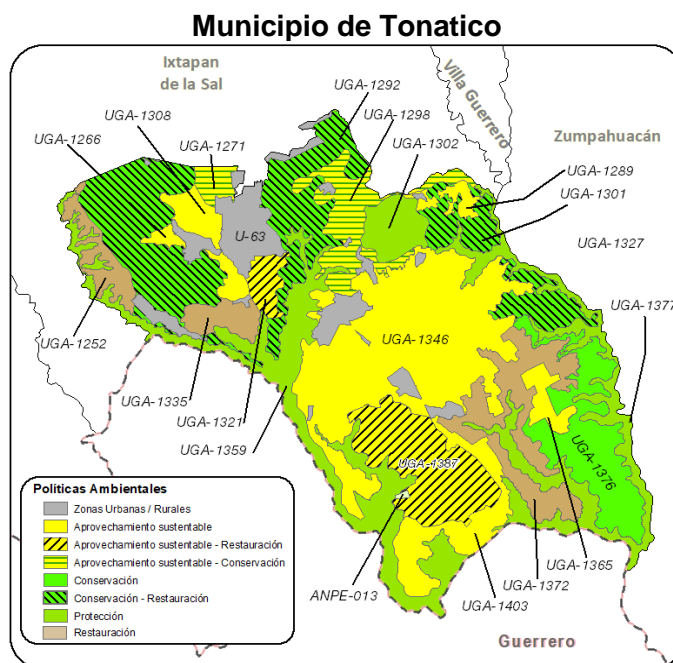 Municipio de Tonatico
Ixtapan
de la Sal
Villa Guerrero
Zumpahuacán
UGA-1292
UGA-1298
UGA-1302
UGA-1308
UGA-1266
UGA-1271
UGA-1289
UGA-1301
UGA-1327
UGA-1377
U-63
UGA-1252
UGA-1346
UGA-1335
UGA-1321
UGA-1359
UGA-1387
UGA-1376
UGA-1365
UGA-1372
ANPE-013
UGA-1403
Guerrero
Políticas Ambientales
Zonas Urbanas / Rurales
Aprovechamiento sustentable
Aprovechamiento sustentable - Restauración
Aprovechamiento sustentable - Conservación
Conservación
Conservación - Restauración
Protección
Restauración